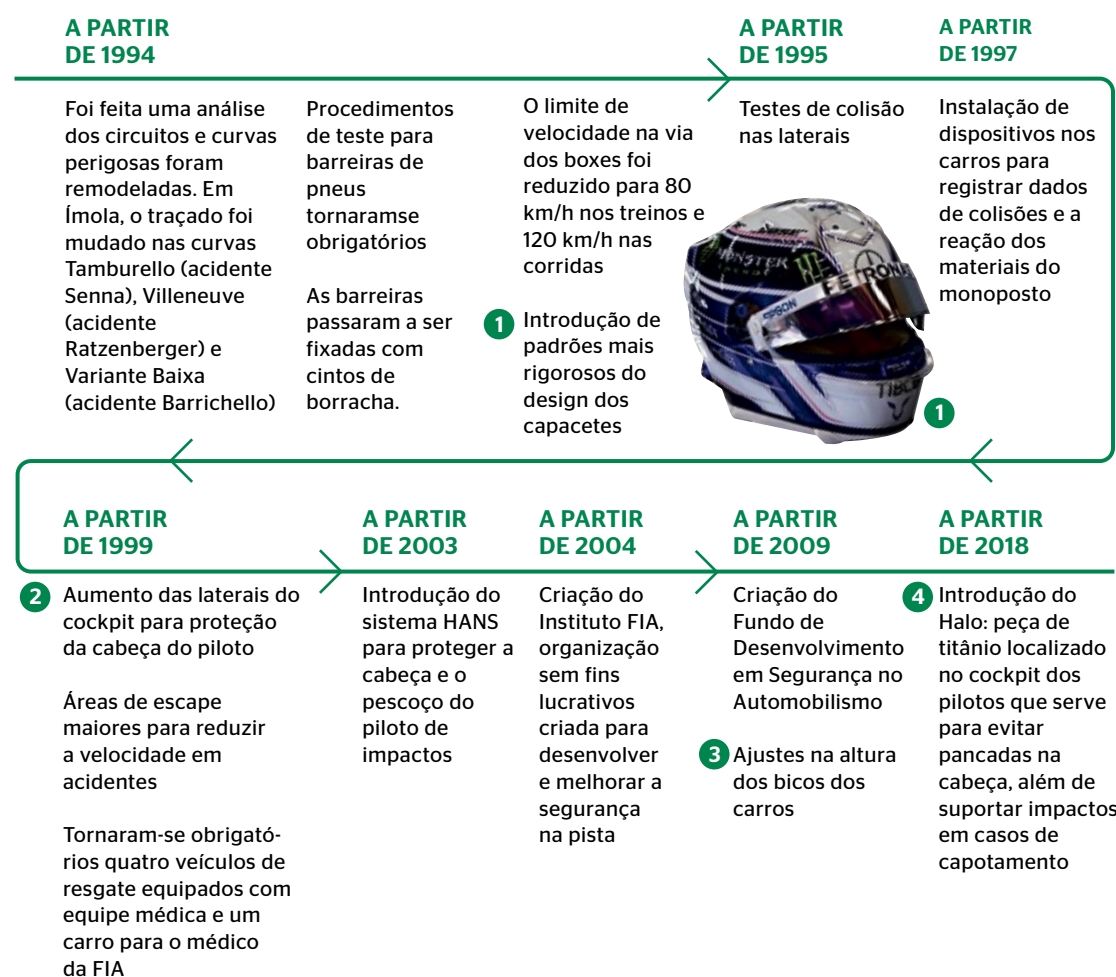 A PARTIR
DE 1994
Foi feita uma análise
dos circuitos e curvas
perigosas foram
remodeladas. Em
Ímola, o traçado foi
mudado nas curvas
Tamburello (acidente
Senna), Villeneuve
(acidente
Ratzenberger) e
Variante Baixa
(acidente Barrichello)
Procedimentos
de teste para
barreiras de
pneus
tornaramse
obrigatórios
As barreiras
passaram a ser
fixadas com
cintos de
borracha.
O limite de
velocidade na via
dos boxes foi
reduzido para 80
km/h nos treinos e
120 km/h nas
corridas
1 Introdução de
padrões mais
rigorosos do
design dos
capacetes
A PARTIR
DE 1995
Testes de colisão
nas laterais
MONSTER
PETRONAS
EPSON
1
A PARTIR
DE 1997
Instalação de
dispositivos nos
carros para
registrar dados
de colisões e a
reação dos
materiais do
monoposto
A PARTIR
DE 1999
2 Aumento das laterais do
cockpit para proteção
da cabeça do piloto
Áreas de escape
maiores para reduzir
a velocidade em
acidentes
Tornaram-se obrigató-
rios quatro veículos de
resgate equipados com
equipe médica e um
carro para o médico
da FIA
A PARTIR
DE 2003
Introdução do
sistema HANS
para proteger a
cabeça e o
pescoço do
piloto de
impactos
A PARTIR
DE 2004
Criação do
Instituto FIA,
organização
sem fins
lucrativos
criada para
desenvolver
e melhorar a
segurança
na pista
A PARTIR
DE 2009
Criação do
Fundo de
Desenvolvimento
em Segurança no
Automobilismo
3 Ajustes na altura
dos bicos dos
carros
A PARTIR
DE 2018
4 Introdução do
Halo: peça de
titânio localizado
no cockpit dos
pilotos que serve
para evitar
pancadas na
cabeça, além de
suportar impactos
em casos de
capotamento